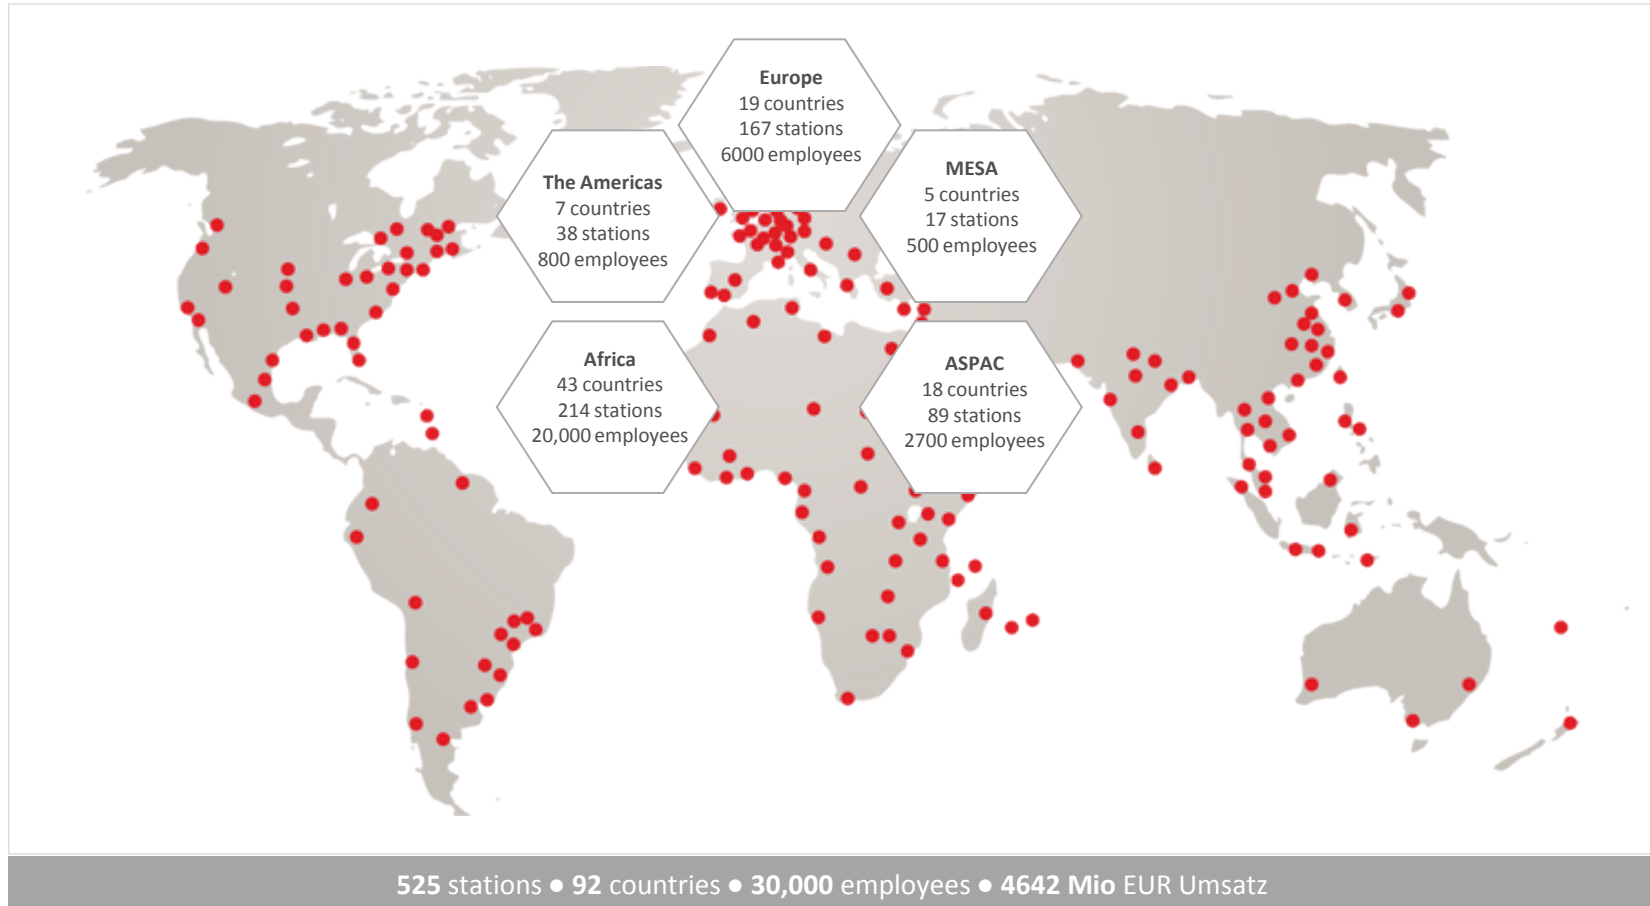 Europe
19 countries
167 stations
6000 employees
The Americas
7 countries
38 stations
800 employees
MESA
5 countries
17 stations
500 employees
Africa
43 countries
214 stations
20,000 employees
ASPAC
18 countries
89 stations
2700 employees
525 stations ● 92 countries ● 30,000 employees ● 4642 Mio EUR Umsatz